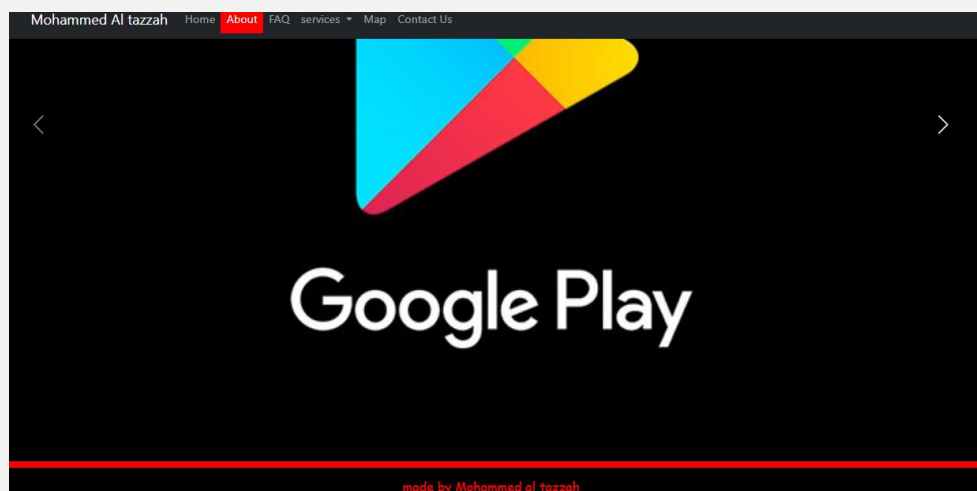 Mohammed Al tazzah Home About FAQ services Map Contact Us
Google Play
made by Mohammed al tazzah